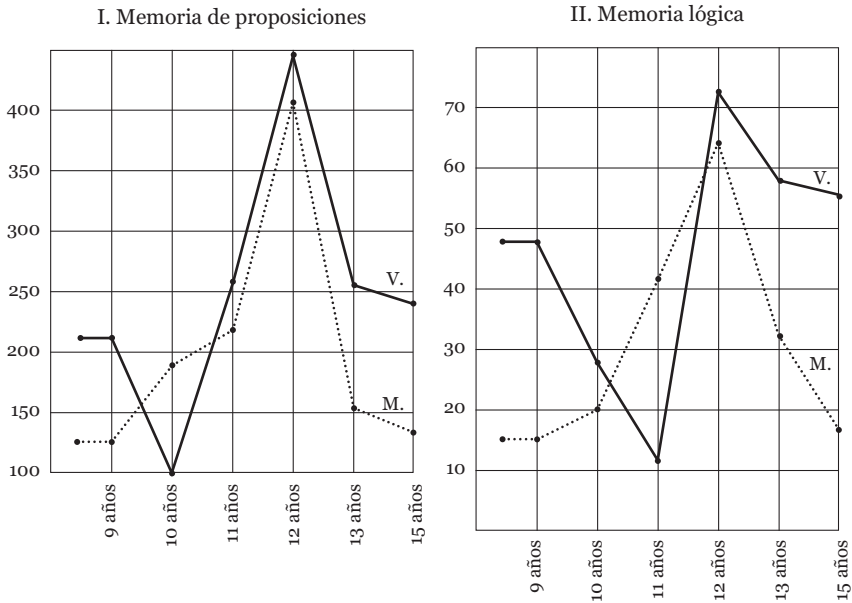 I. Memoria de proposiciones
400
350
300
250
200
150
100
V.
M.
9 años
10 años
11 años
12 años
13 años
15 años
II. Memoria lógica
70
60
50
40
30
20
10
V.
M.
9 años
10 años
11 años
12 años
13 años
15 años